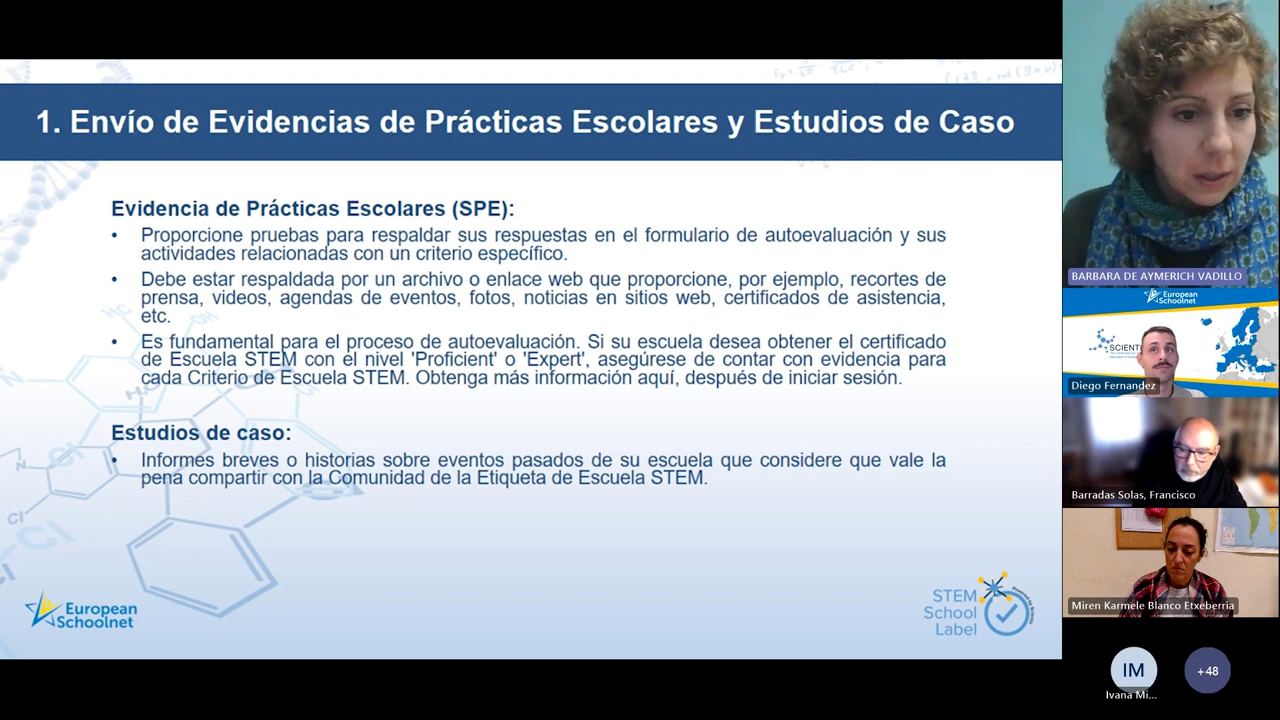 1. Envío de Evidencias de Prácticas Escolares y Estudios de Caso
Evidencia de Prácticas Escolares (SPE):
• Proporcione pruebas para respaldar sus respuestas en el formulario de autoevaluación y sus
actividades relacionadas con un criterio específico.
• Debe estar respaldada por un archivo o enlace web que proporcione, por ejemplo, recortes de
prensa, videos, agendas de eventos, fotos, noticias en sitios web, certificados de asistencia,
etc.
• Es fundamental para el proceso de autoevaluación. Si su escuela desea obtener el certificado
de Escuela STEM con el nivel 'Proficient' o 'Expert', asegúrese de contar con evidencia para
cada Criterio de Escuela STEM. Obtenga más información aquí, después de iniciar sesión.
Estudios de caso:
• Informes breves o historias sobre eventos pasados de su escuela que considere que vale la
pena compartir con la Comunidad de la Etiqueta de Escuela STEM.
European
Schoolnet
STEM
School
Label
BARBARA DE AYMERICH VADILLO
European
Schoolnet
SCIENTI
Diego Fernandez
Barradas Solas, Francisco
Miren Karmele Blanco Etxeberria
IM
Ivana Mi...
+48